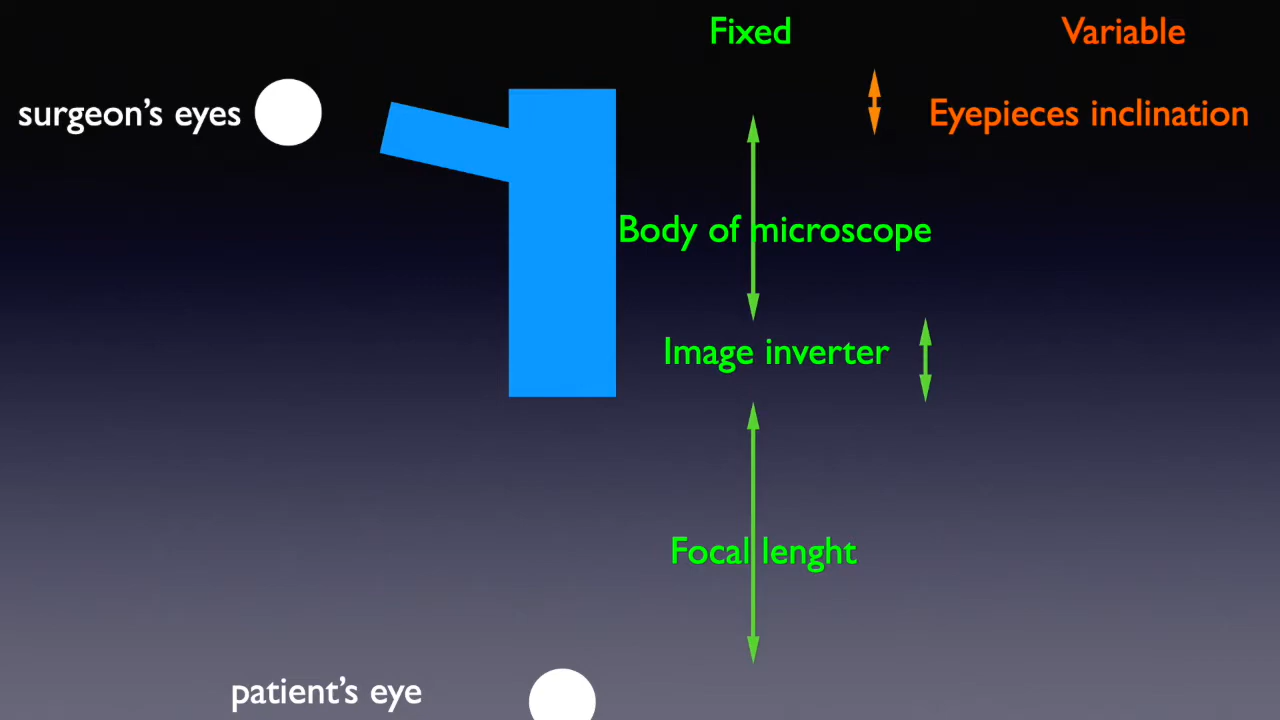 Fixed
Variable
surgeon's eyes
Eyepieces inclination
Body of microscope
Image inverter
Focal lenght
patient's eye